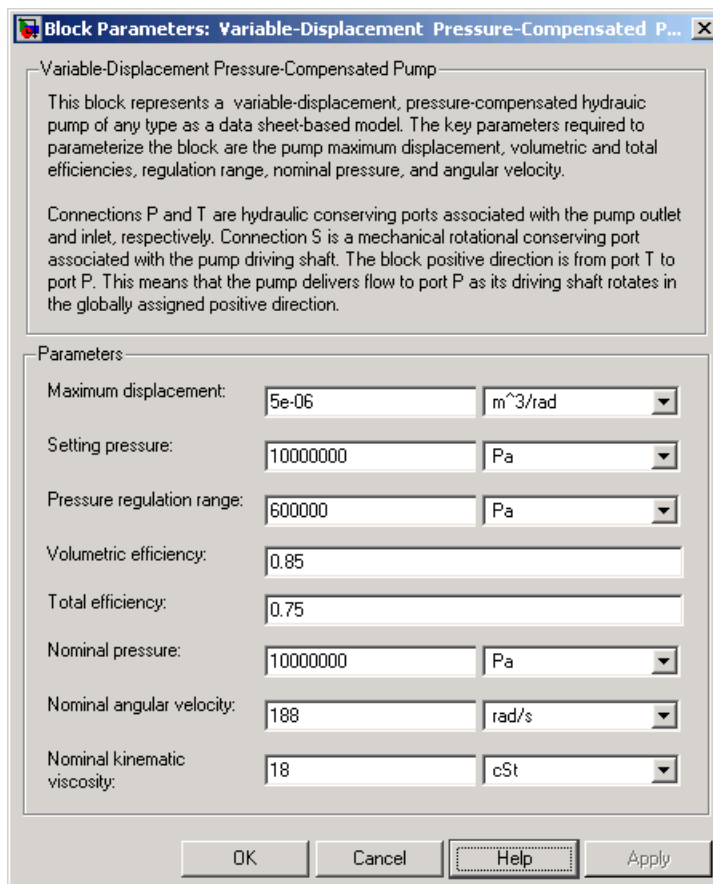 Block Parameters: Variable-Displacement Pressure-Compensated P...
Variable-Displacement Pressure-Compensated Pump
This block represents a variable-displacement, pressure-compensated hydrauic
pump of any type as a data sheet-based model. The key parameters required to
parameterize the block are the pump maximum displacement, volumetric and total
efficiencies, regulation range, nominal pressure, and angular velocity.
Connections P and T are hydraulic conserving ports associated with the pump outlet
and inlet, respectively. Connection S is a mechanical rotational conserving port
associated with the pump driving shaft. The block positive direction is from port T to
port P. This means that the pump delivers flow to port P as its driving shaft rotates in
the globally assigned positive direction.
Parameters
Maximum displacement: 5e-06 m^3/rad
Setting pressure: 10000000 Pa
Pressure regulation range: 600000 Pa
Volumetric efficiency: 0.85
Total efficiency: 0.75
Nominal pressure: 10000000 Pa
Nominal angular velocity: 188 rad/s
Nominal kinematic
viscosity: 18 cSt
OK Cancel Help Apply